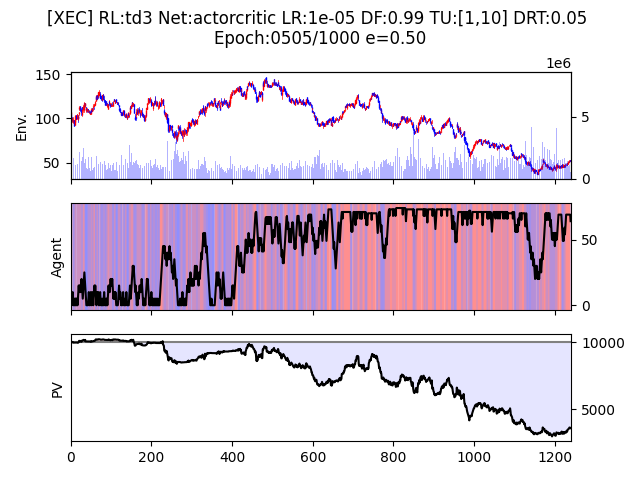 [XEC] RL:td3 Net:actorcritic LR:1e-05 DF:0.99 TU:[1,10] DRT:0.05
Epoch:0505/1000 e=0.50
1e6
150
100
50
Env.
5
0
Agent
50
0
PV
10000
5000
0 200 400 600 800 1000 1200